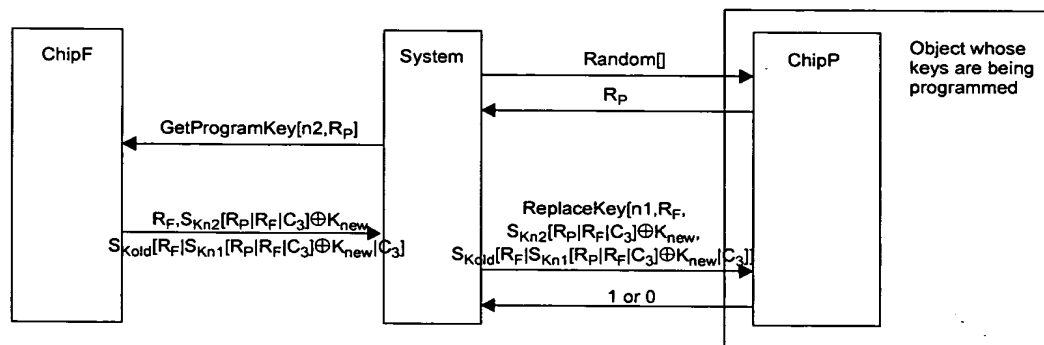 ChipF
System
ChipP
Object whose
keys are being
programmed
Random[]
R_P
GetProgramKey[n2,R_P]
R_F,S_Kn2[R_P|R_F|C_3]⊕K_new,
S_Kold[R_F|S_Kn1[R_P|R_F|C_3]⊕K_new|C_3]
ReplaceKey[n1,R_F,
S_Kn2[R_P|R_F|C_3]⊕K_new,
S_Kold[R_F|S_Kn1[R_P|R_F|C_3]⊕K_new|C_3]]
1 or 0